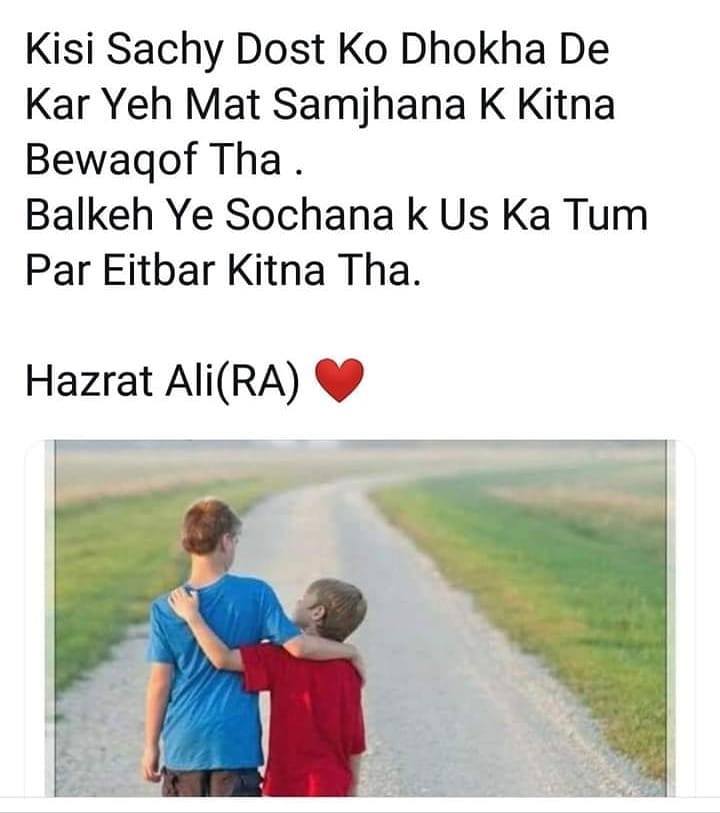 Kisi Sachy Dost Ko Dhokha De
Kar Yeh Mat Samjhana K Kitna
Bewaqof Tha .
Balkeh Ye Sochana k Us Ka Tum
Par Eitbar Kitna Tha.
Hazrat Ali(RA) ❤️